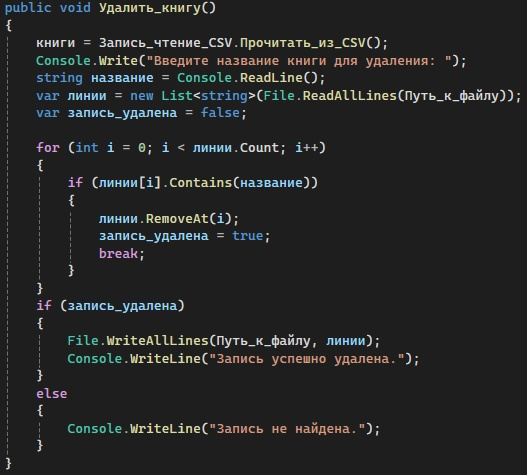 public void Удалить_книгу()
{
книги = Запись_чтение_CSV.Прочитать_из_CSV();
Console.Write("Введите название книги для удаления: ");
string название = Console.ReadLine();
var линии = new List<string>(File.ReadAllLines(Путь_к_файлу));
var запись_удалена = false;
for (int i = 0; i < линии.Count; i++)
{
if (линии[i].Contains(название))
{
линии.RemoveAt(i);
запись_удалена = true;
break;
}
}
if (запись_удалена)
{
File.WriteAllLines(Путь_к_файлу, линии);
Console.WriteLine("Запись успешно удалена.");
}
else
{
Console.WriteLine("Запись не найдена.");
}
}